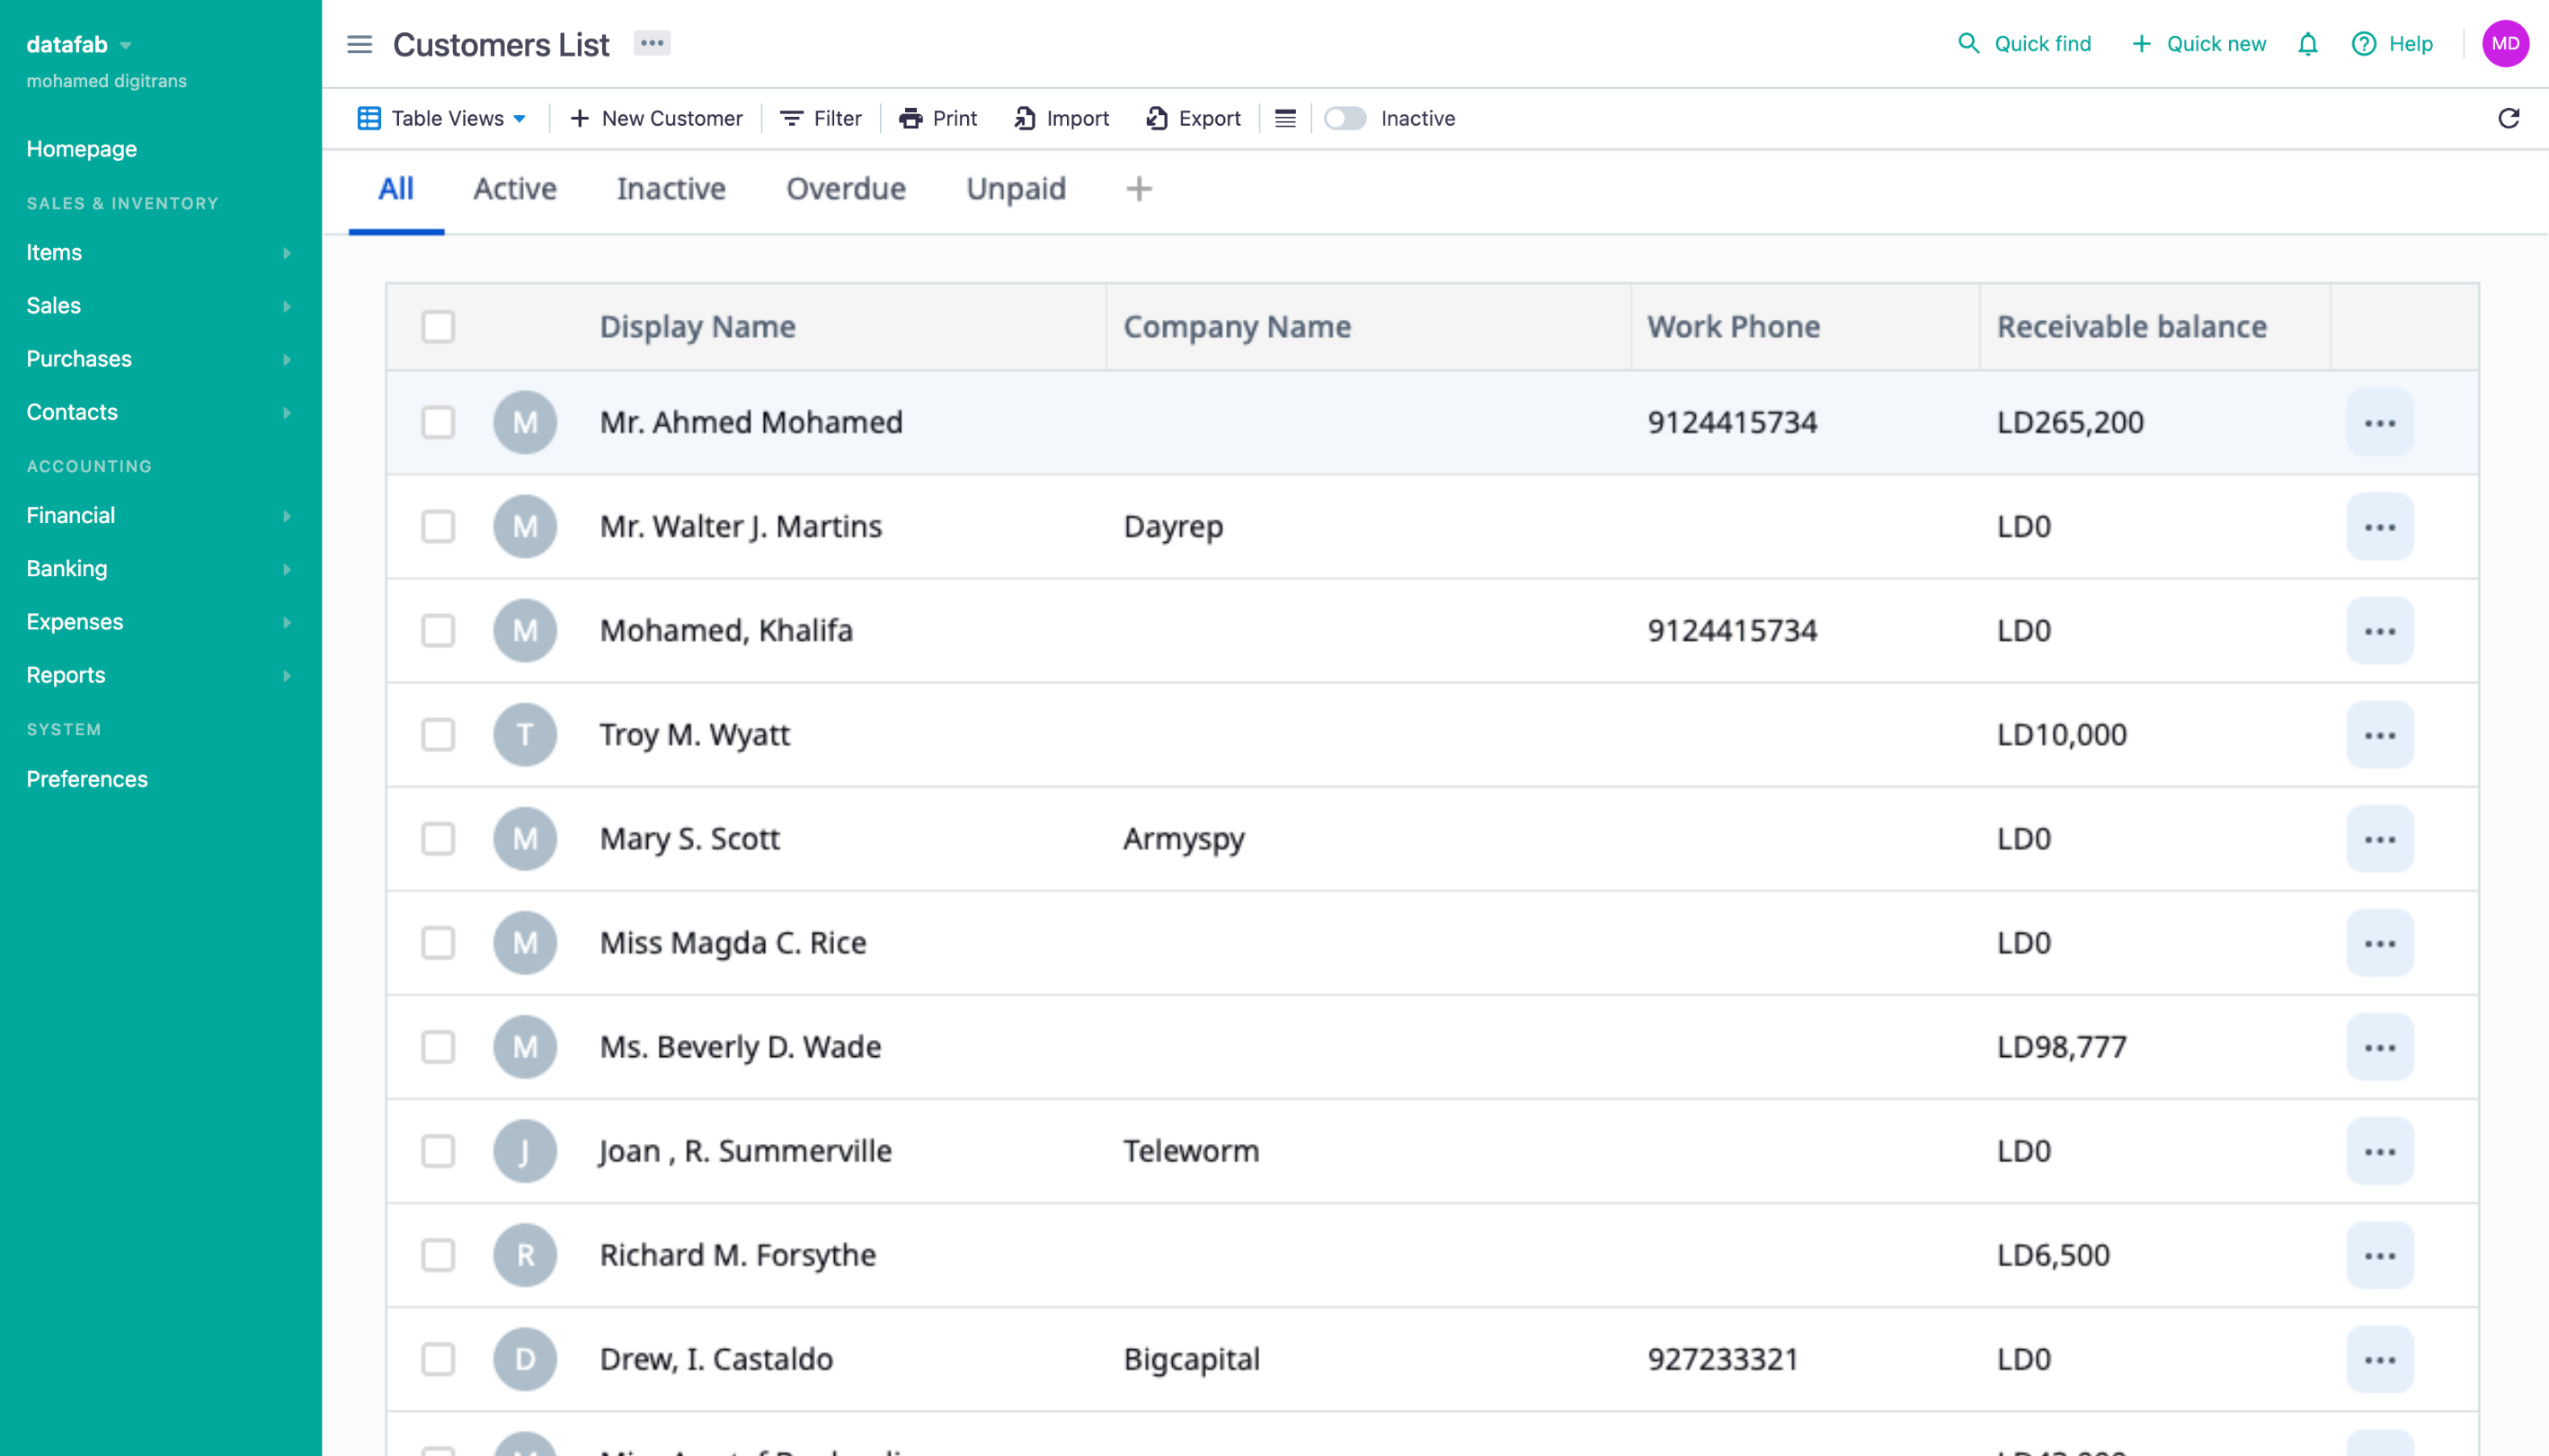 datafab
mohamed digitrans
Homepage
SALES & INVENTORY
Items
Sales
Purchases
Contacts
ACCOUNTING
Financial
Banking
Expenses
Reports
SYSTEM
Preferences
Customers List
Quick find
Quick new
Help
MD
Table Views
New Customer
Filter
Print
Import
Export
Inactive
All Active Inactive Overdue Unpaid
Display Name Company Name Work Phone Receivable balance
M Mr. Ahmed Mohamed 9124415734 LD265,200
M Mr. Walter J. Martins Dayrep LD0
M Mohamed, Khalifa 9124415734 LD0
T Troy M. Wyatt LD10,000
M Mary S. Scott Armyspy LD0
M Miss Magda C. Rice LD0
M Ms. Beverly D. Wade LD98,777
J Joan , R. Summerville Teleworm LD0
R Richard M. Forsythe LD6,500
D Drew, I. Castaldo Bigcapital 927233321 LD0